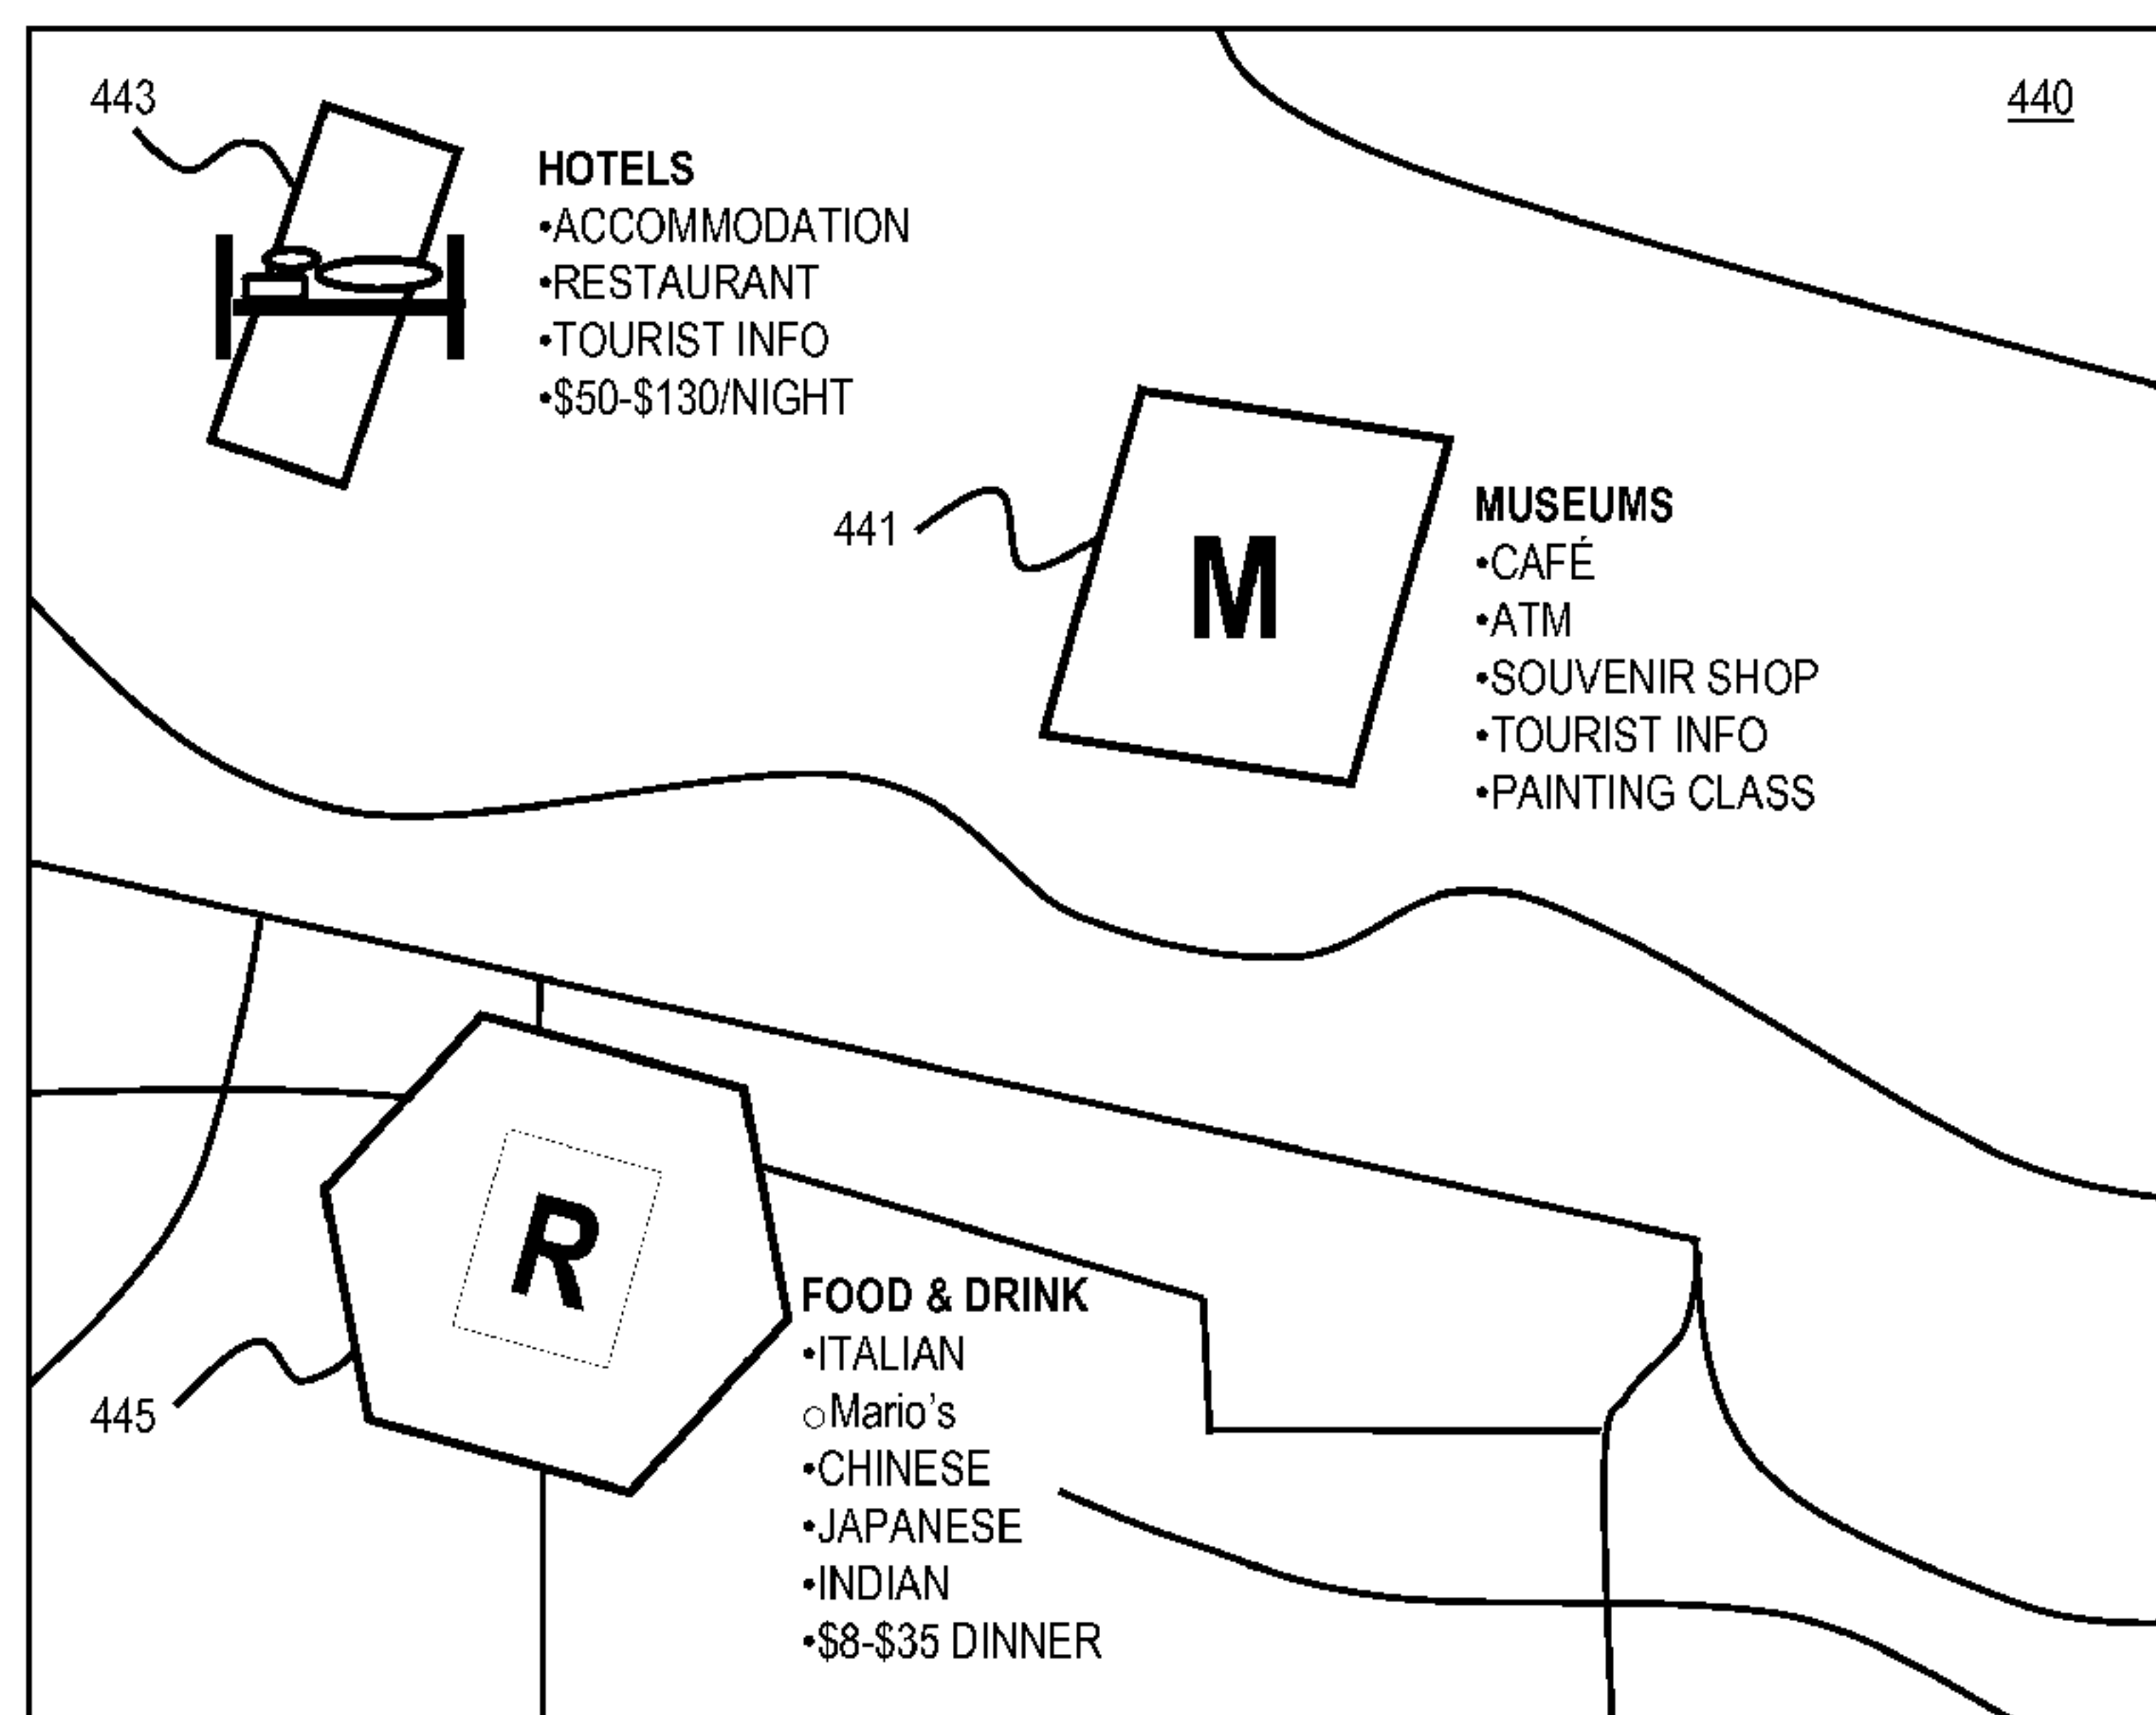 443
440
HOTELS
•ACCOMMODATION
•RESTAURANT
•TOURIST INFO
•$50-$130/NIGHT
441
M
MUSEUMS
•CAFÉ
•ATM
•SOUVENIR SHOP
•TOURIST INFO
•PAINTING CLASS
R
445
FOOD & DRINK
•ITALIAN
○Mario's
•CHINESE
•JAPANESE
•INDIAN
•$8-$35 DINNER